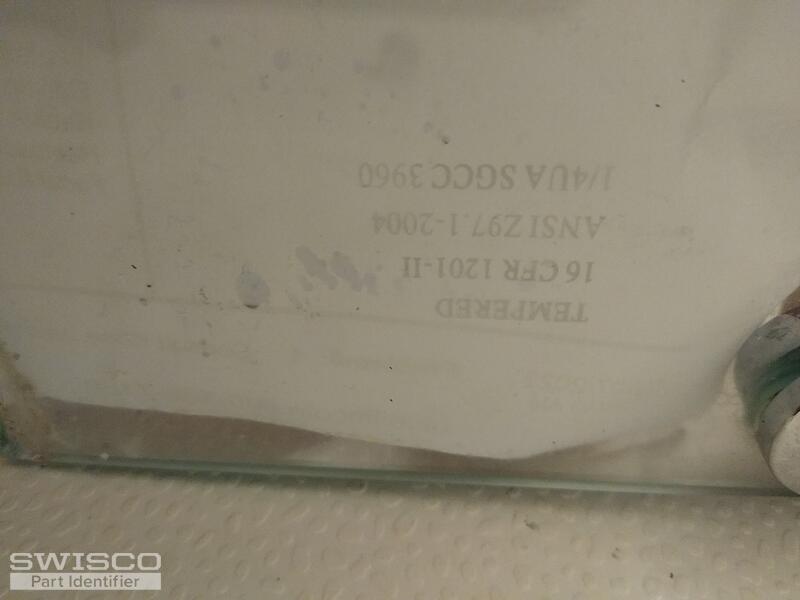 TEMPERED
16 CFR 1201-II
ANSI Z97.1-2004
1/4UA SGCC 3960
SWISCO
Part Identifier